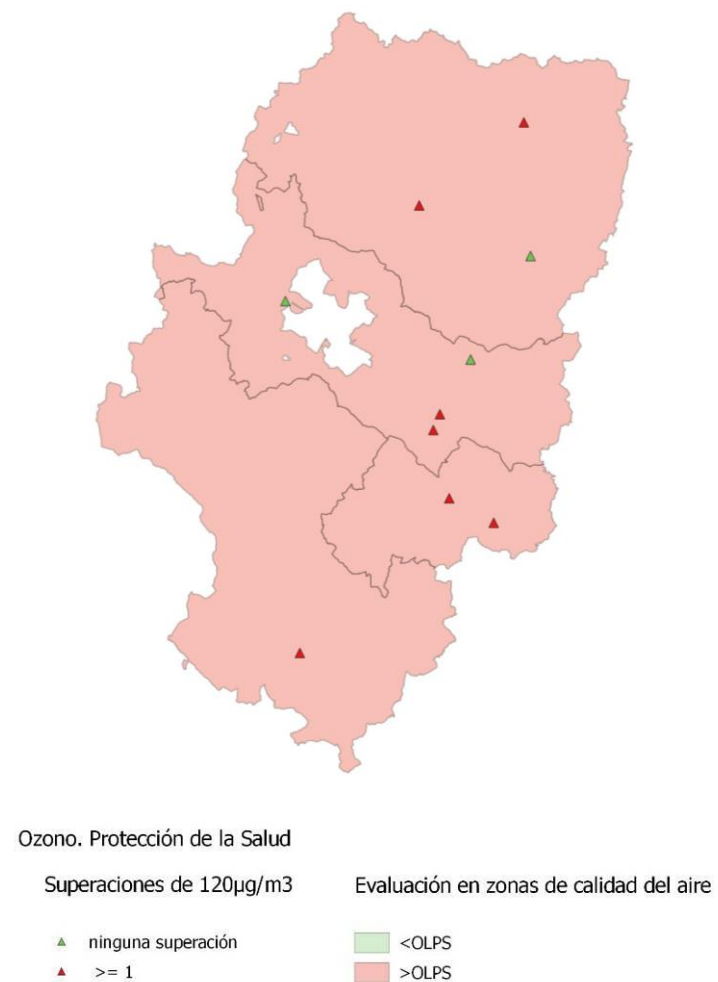 Ozono. Protección de la Salud
Superaciones de 120µg/m3
Evaluación en zonas de calidad del aire
ninguna superación
<OLPS
>= 1
>OLPS